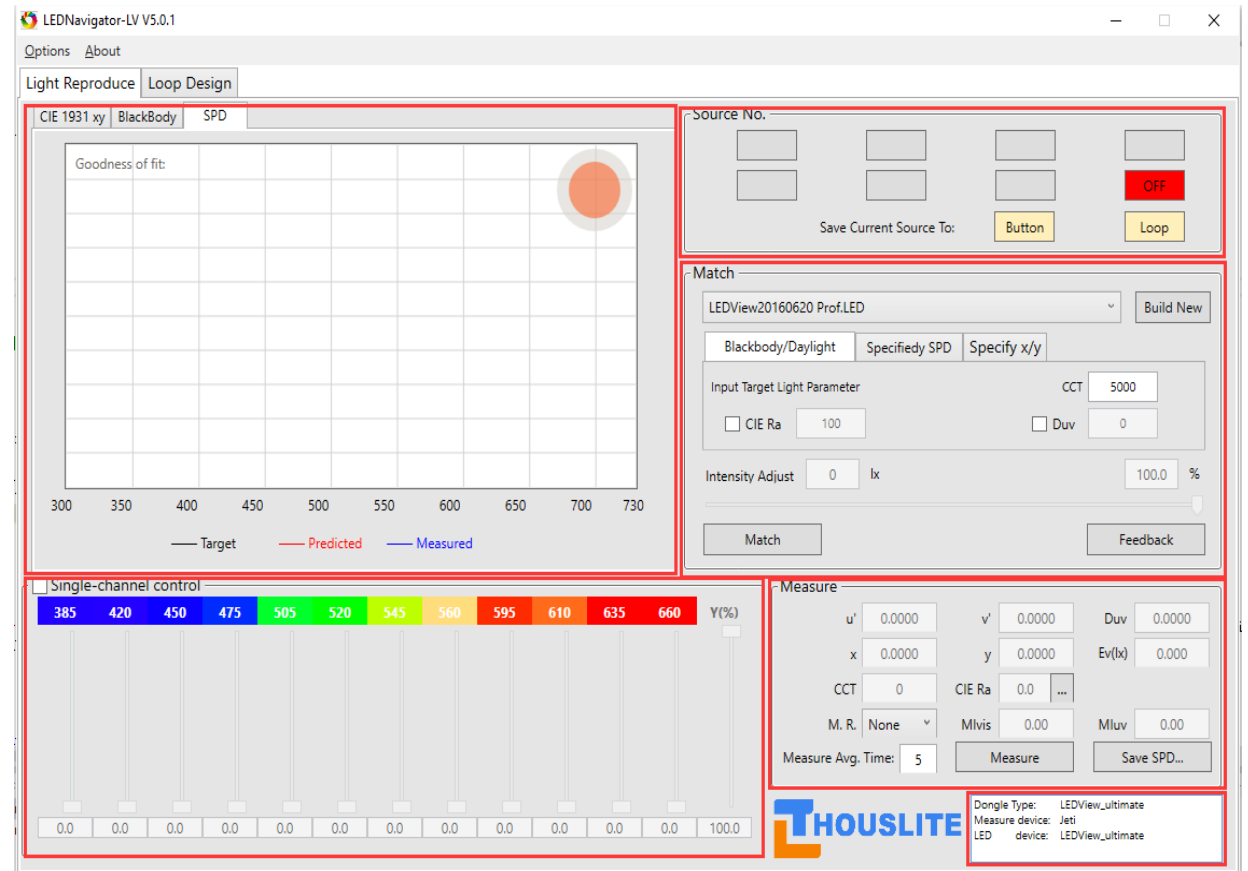 LEDNavigator-LV V5.0.1
Options About
Light Reproduce Loop Design
CIE 1931 xy BlackBody SPD
Goodness of fit:
300 350 400 450 500 550 600 650 700 730
Target Predicted Measured
Source No.
OFF
Save Current Source To: Button Loop
Match
LEDView20160620 Prof.LED Build New
Blackbody/Daylight Specifiedy SPD Specify x/y
Input Target Light Parameter CCT 5000
CIE Ra 100 Duv 0
Intensity Adjust 0 lx 100.0 %
Match Feedback
Single-channel control
385 420 450 475 505 520 545 560 595 610 635 660 Y(%)
0.0 0.0 0.0 0.0 0.0 0.0 0.0 0.0 0.0 0.0 0.0 0.0 100.0
Measure
u' 0.0000 v' 0.0000 Duv 0.0000
x 0.0000 y 0.0000 Ev(lx) 0.000
CCT 0 CIE Ra 0.0 ...
M. R. None MIvis 0.00 MIuv 0.00
Measure Avg. Time: 5 Measure Save SPD...
THOUSLITE
Dongle Type: LEDView_ultimate
Measure device: Jeti
LED device: LEDView_ultimate